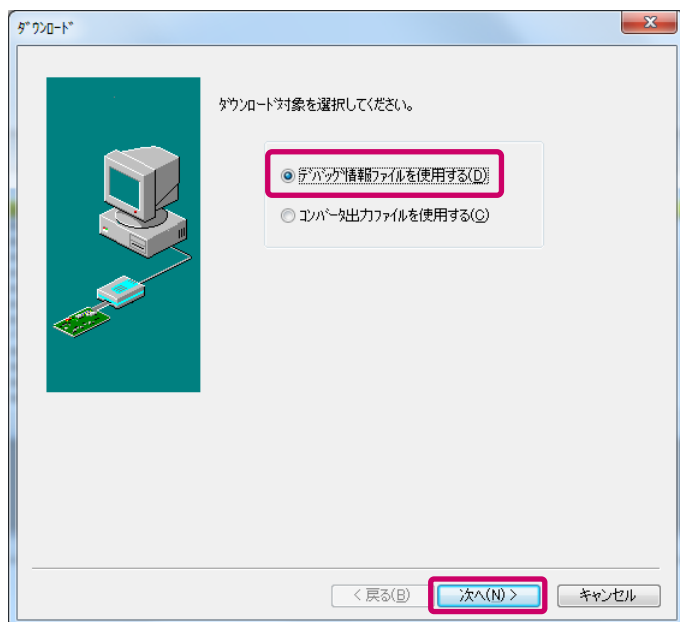 ﾀﾞｳﾝﾛｰﾄﾞ
ﾀﾞｳﾝﾛｰﾄﾞ対象を選択してください。
ﾃﾞﾊﾞｯｸﾞ情報ﾌｧｲﾙを使用する(D)
ｺﾝﾊﾞｰﾀ出力ﾌｧｲﾙを使用する(C)
< 戻る(B)
次へ(N) >
ｷｬﾝｾﾙ